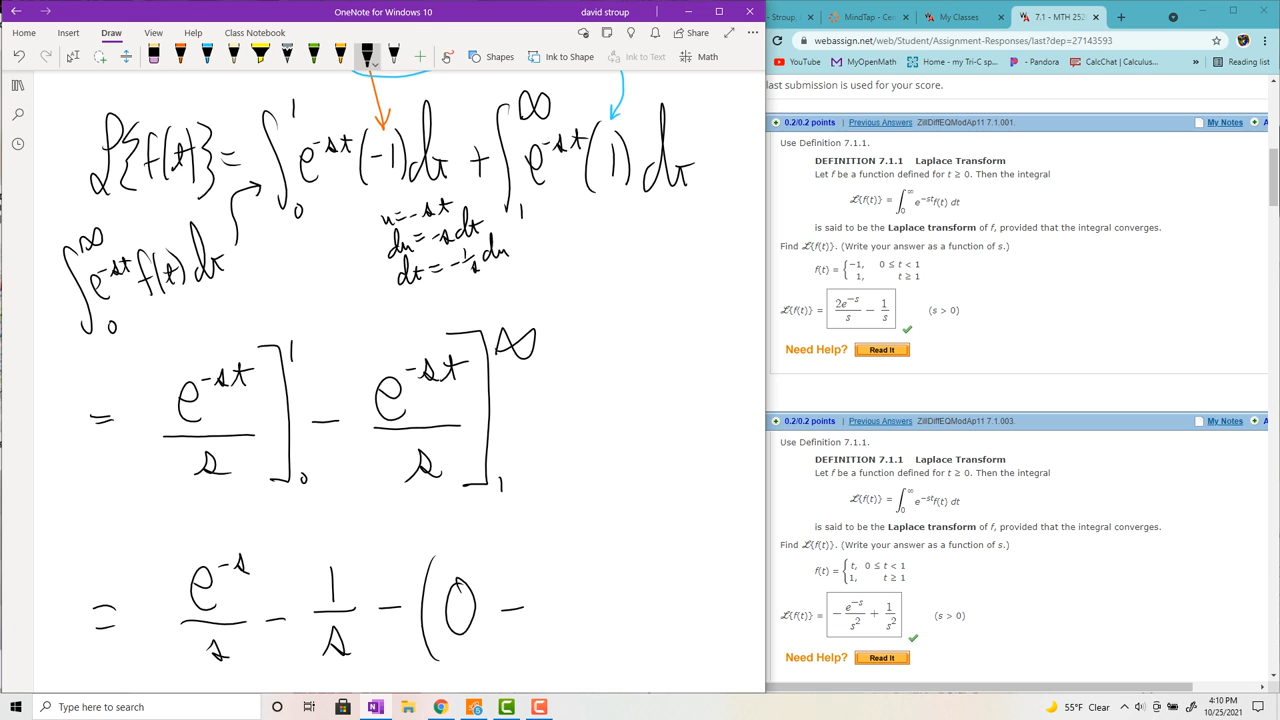 OneNote for Windows 10
david stroup
Home Insert Draw View Help Class Notebook Share
Shapes Ink to Shape Ink to Text Math
ℒ{f(t)} = ∫₀¹ e^(-st) (-1) dt + ∫₁^∞ e^(-st) (1) dt
u = -st
du = -s dt
dt = -1/s du
∫₀^∞ e^(-st) f(t) dt
= e^(-st)/s ]₀¹ - e^(-st)/s ]₁^∞
= e^(-s)/s - 1/s - (0 -
- Stroup, MindTap - Cen My Classes 7.1 - MTH 252
webassign.net/web/Student/Assignment-Responses/last?dep=27143593
YouTube MyOpenMath Home - my Tri-C sp - Pandora CalcChat | Calculus... Reading list
last submission is used for your score.
0.2/0.2 points | Previous Answers ZillDiffEQModAp11 7.1.001. My Notes A
Use Definition 7.1.1.
DEFINITION 7.1.1 Laplace Transform
Let f be a function defined for t ≥ 0. Then the integral
ℒ{f(t)} = ∫₀^∞ e^(-st) f(t) dt
is said to be the Laplace transform of f, provided that the integral converges.
Find ℒ{f(t)}. (Write your answer as a function of s.)
f(t) = { -1, 0 ≤ t < 1
1, t ≥ 1
ℒ{f(t)} = 2e^(-s)/s - 1/s (s > 0)
Need Help? Read It
0.2/0.2 points | Previous Answers ZillDiffEQModAp11 7.1.003. My Notes A
Use Definition 7.1.1.
DEFINITION 7.1.1 Laplace Transform
Let f be a function defined for t ≥ 0. Then the integral
ℒ{f(t)} = ∫₀^∞ e^(-st) f(t) dt
is said to be the Laplace transform of f, provided that the integral converges.
Find ℒ{f(t)}. (Write your answer as a function of s.)
f(t) = { t, 0 ≤ t < 1
1, t ≥ 1
ℒ{f(t)} = - e^(-s)/s² + 1/s² (s > 0)
Need Help? Read It
Type here to search
55°F Clear
4:10 PM
10/25/2021